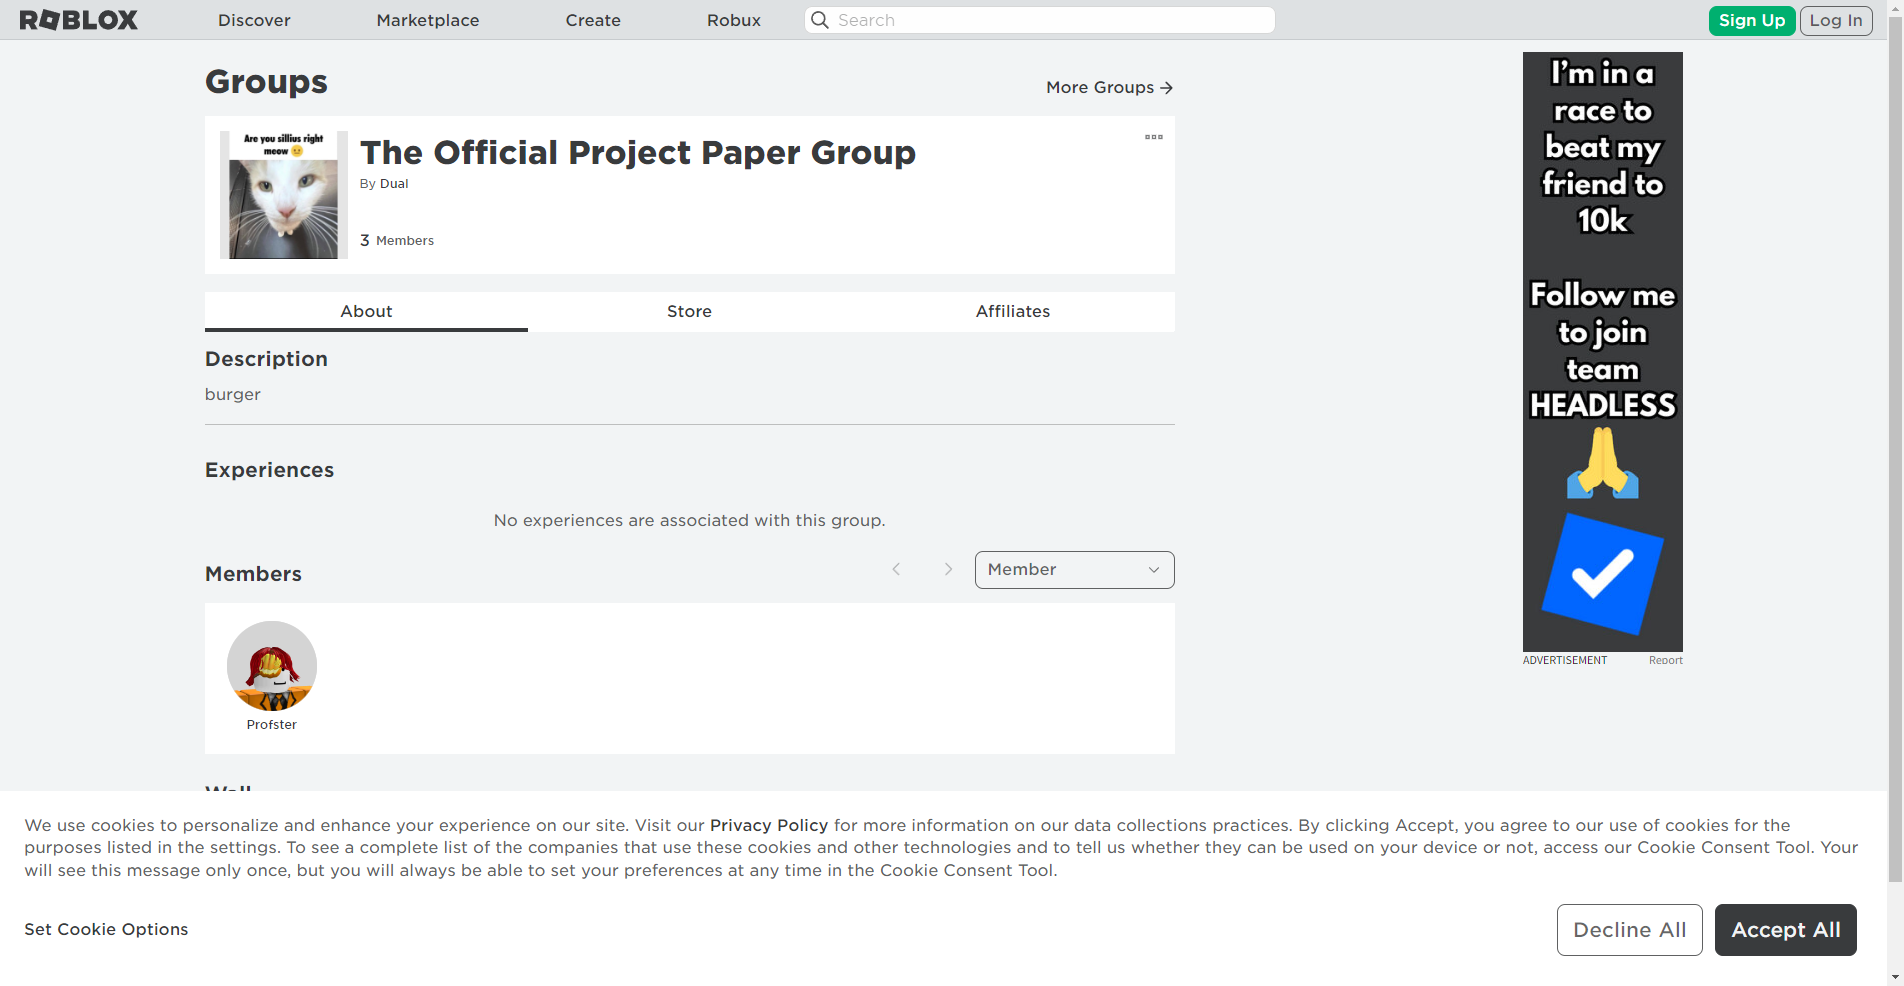 ROBLOX
Discover
Marketplace
Create
Robux
Search
Sign Up
Log In
Groups
More Groups
Are you sillius right
meow
The Official Project Paper Group
By Dual
3 Members
About
Store
Affiliates
Description
burger
Experiences
No experiences are associated with this group.
Members
Member
Profster
Wall
I'm in a
race to
beat my
friend to
10k
Follow me
to join
team
HEADLESS
ADVERTISEMENT
Report
We use cookies to personalize and enhance your experience on our site. Visit our Privacy Policy for more information on our data collections practices. By clicking Accept, you agree to our use of cookies for the
purposes listed in the settings. To see a complete list of the companies that use these cookies and other technologies and to tell us whether they can be used on your device or not, access our Cookie Consent Tool. Your
will see this message only once, but you will always be able to set your preferences at any time in the Cookie Consent Tool.
Set Cookie Options
Decline All
Accept All